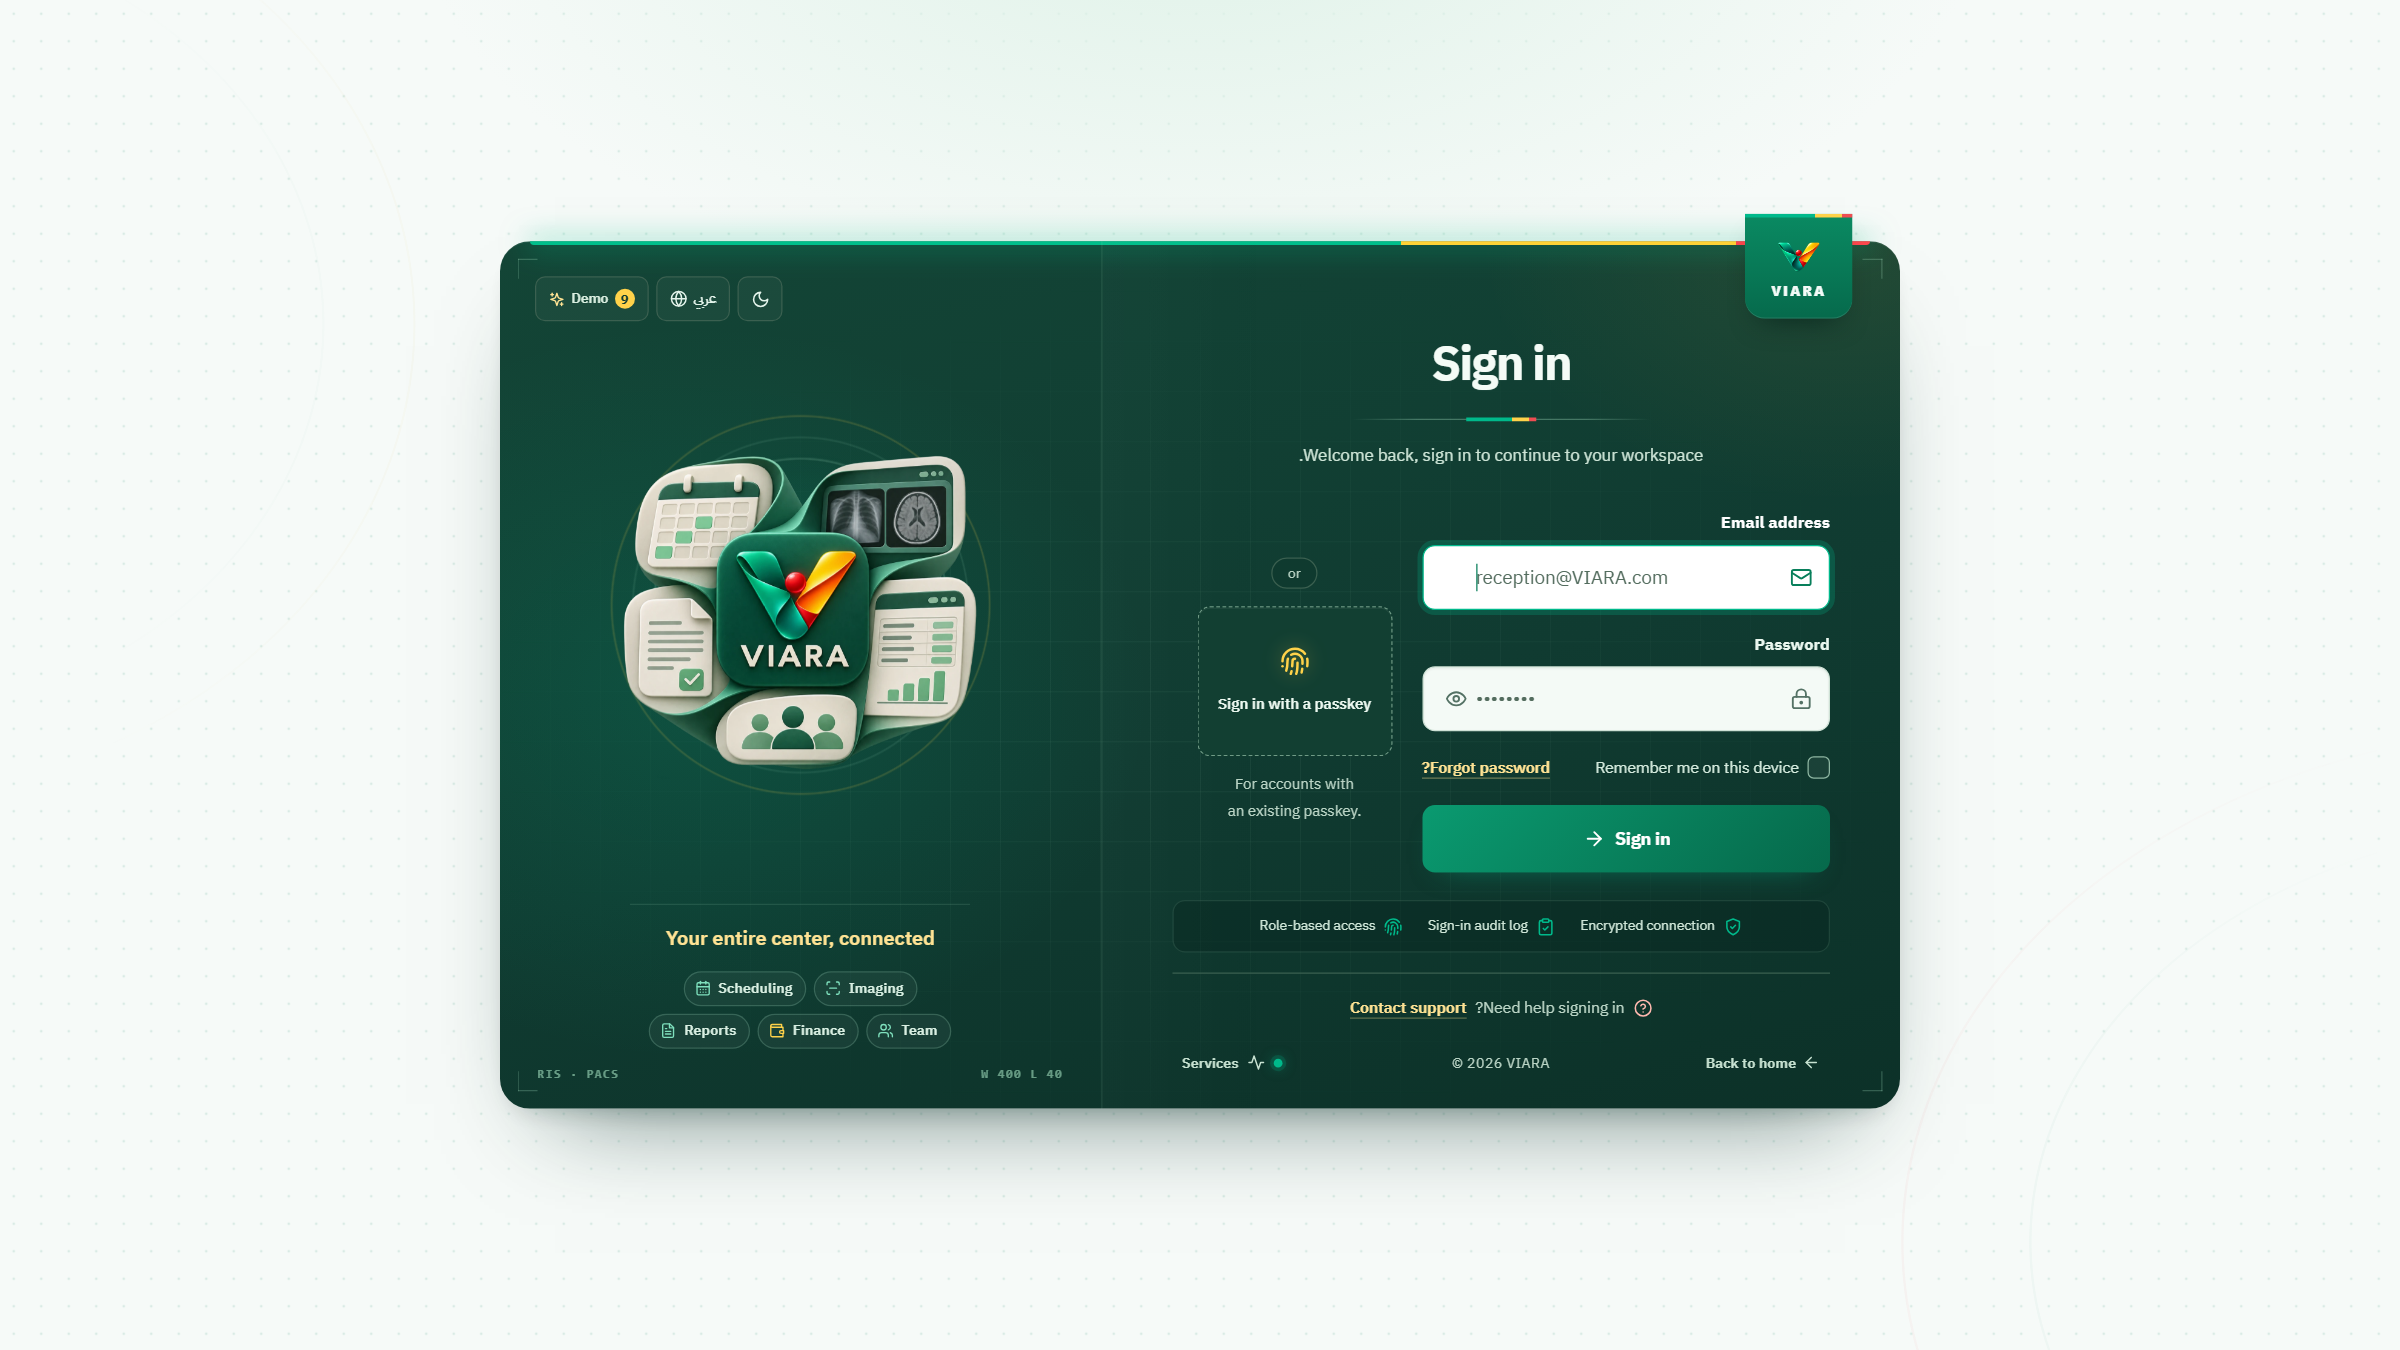 Demo 9
عربي
VIARA
Sign in
.Welcome back, sign in to continue to your workspace
Email address
reception@VIARA.com
Password
••••••••
?Forgot password
Remember me on this device
Sign in
or
Sign in with a passkey
For accounts with
an existing passkey.
Role-based access
Sign-in audit log
Encrypted connection
Contact support ?Need help signing in
Services
© 2026 VIARA
Back to home
VIARA
Your entire center, connected
Scheduling
Imaging
Reports
Finance
Team
RIS · PACS
W 400 L 40